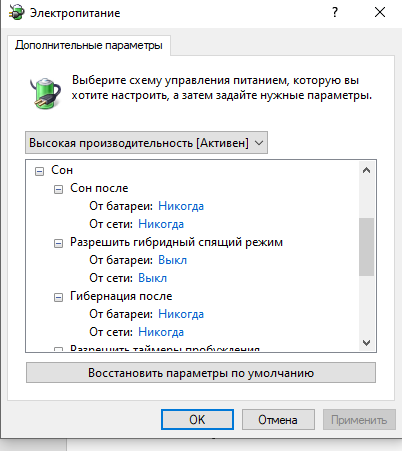 Электропитание
Дополнительные параметры
Выберите схему управления питанием, которую вы
хотите настроить, а затем задайте нужные параметры.
Высокая производительность [Активен]
Сон
Сон после
От батареи: Никогда
От сети: Никогда
Разрешить гибридный спящий режим
От батареи: Выкл
От сети: Выкл
Гибернация после
От батареи: Никогда
От сети: Никогда
Разрешить таймеры пробуждения
Восстановить параметры по умолчанию
OK
Отмена
Применить